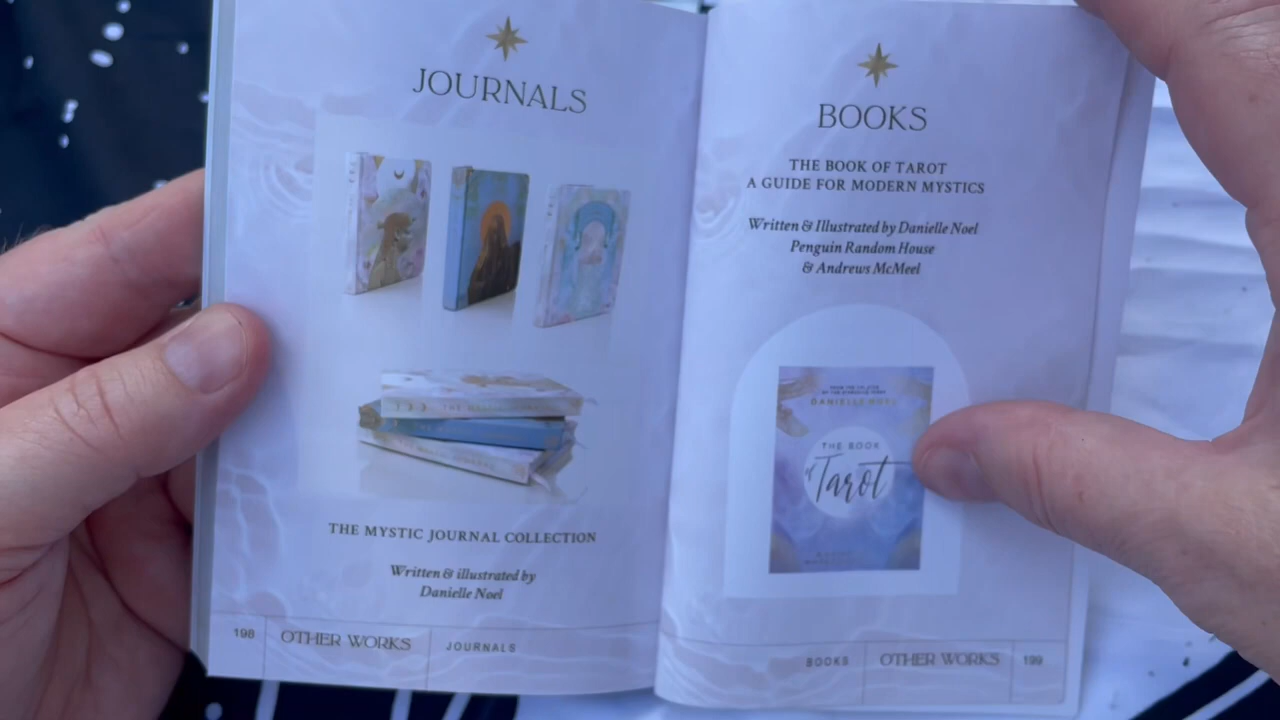 JOURNALS
THE MYSTIC JOURNAL COLLECTION
Written & illustrated by
Danielle Noel
198
OTHER WORKS
JOURNALS
BOOKS
THE BOOK OF TAROT
A GUIDE FOR MODERN MYSTICS
Written & Illustrated by Danielle Noel
Penguin Random House
& Andrews McMeel
DANIELLE NOEL
THE BOOK
of Tarot
BOOKS
OTHER WORKS
199